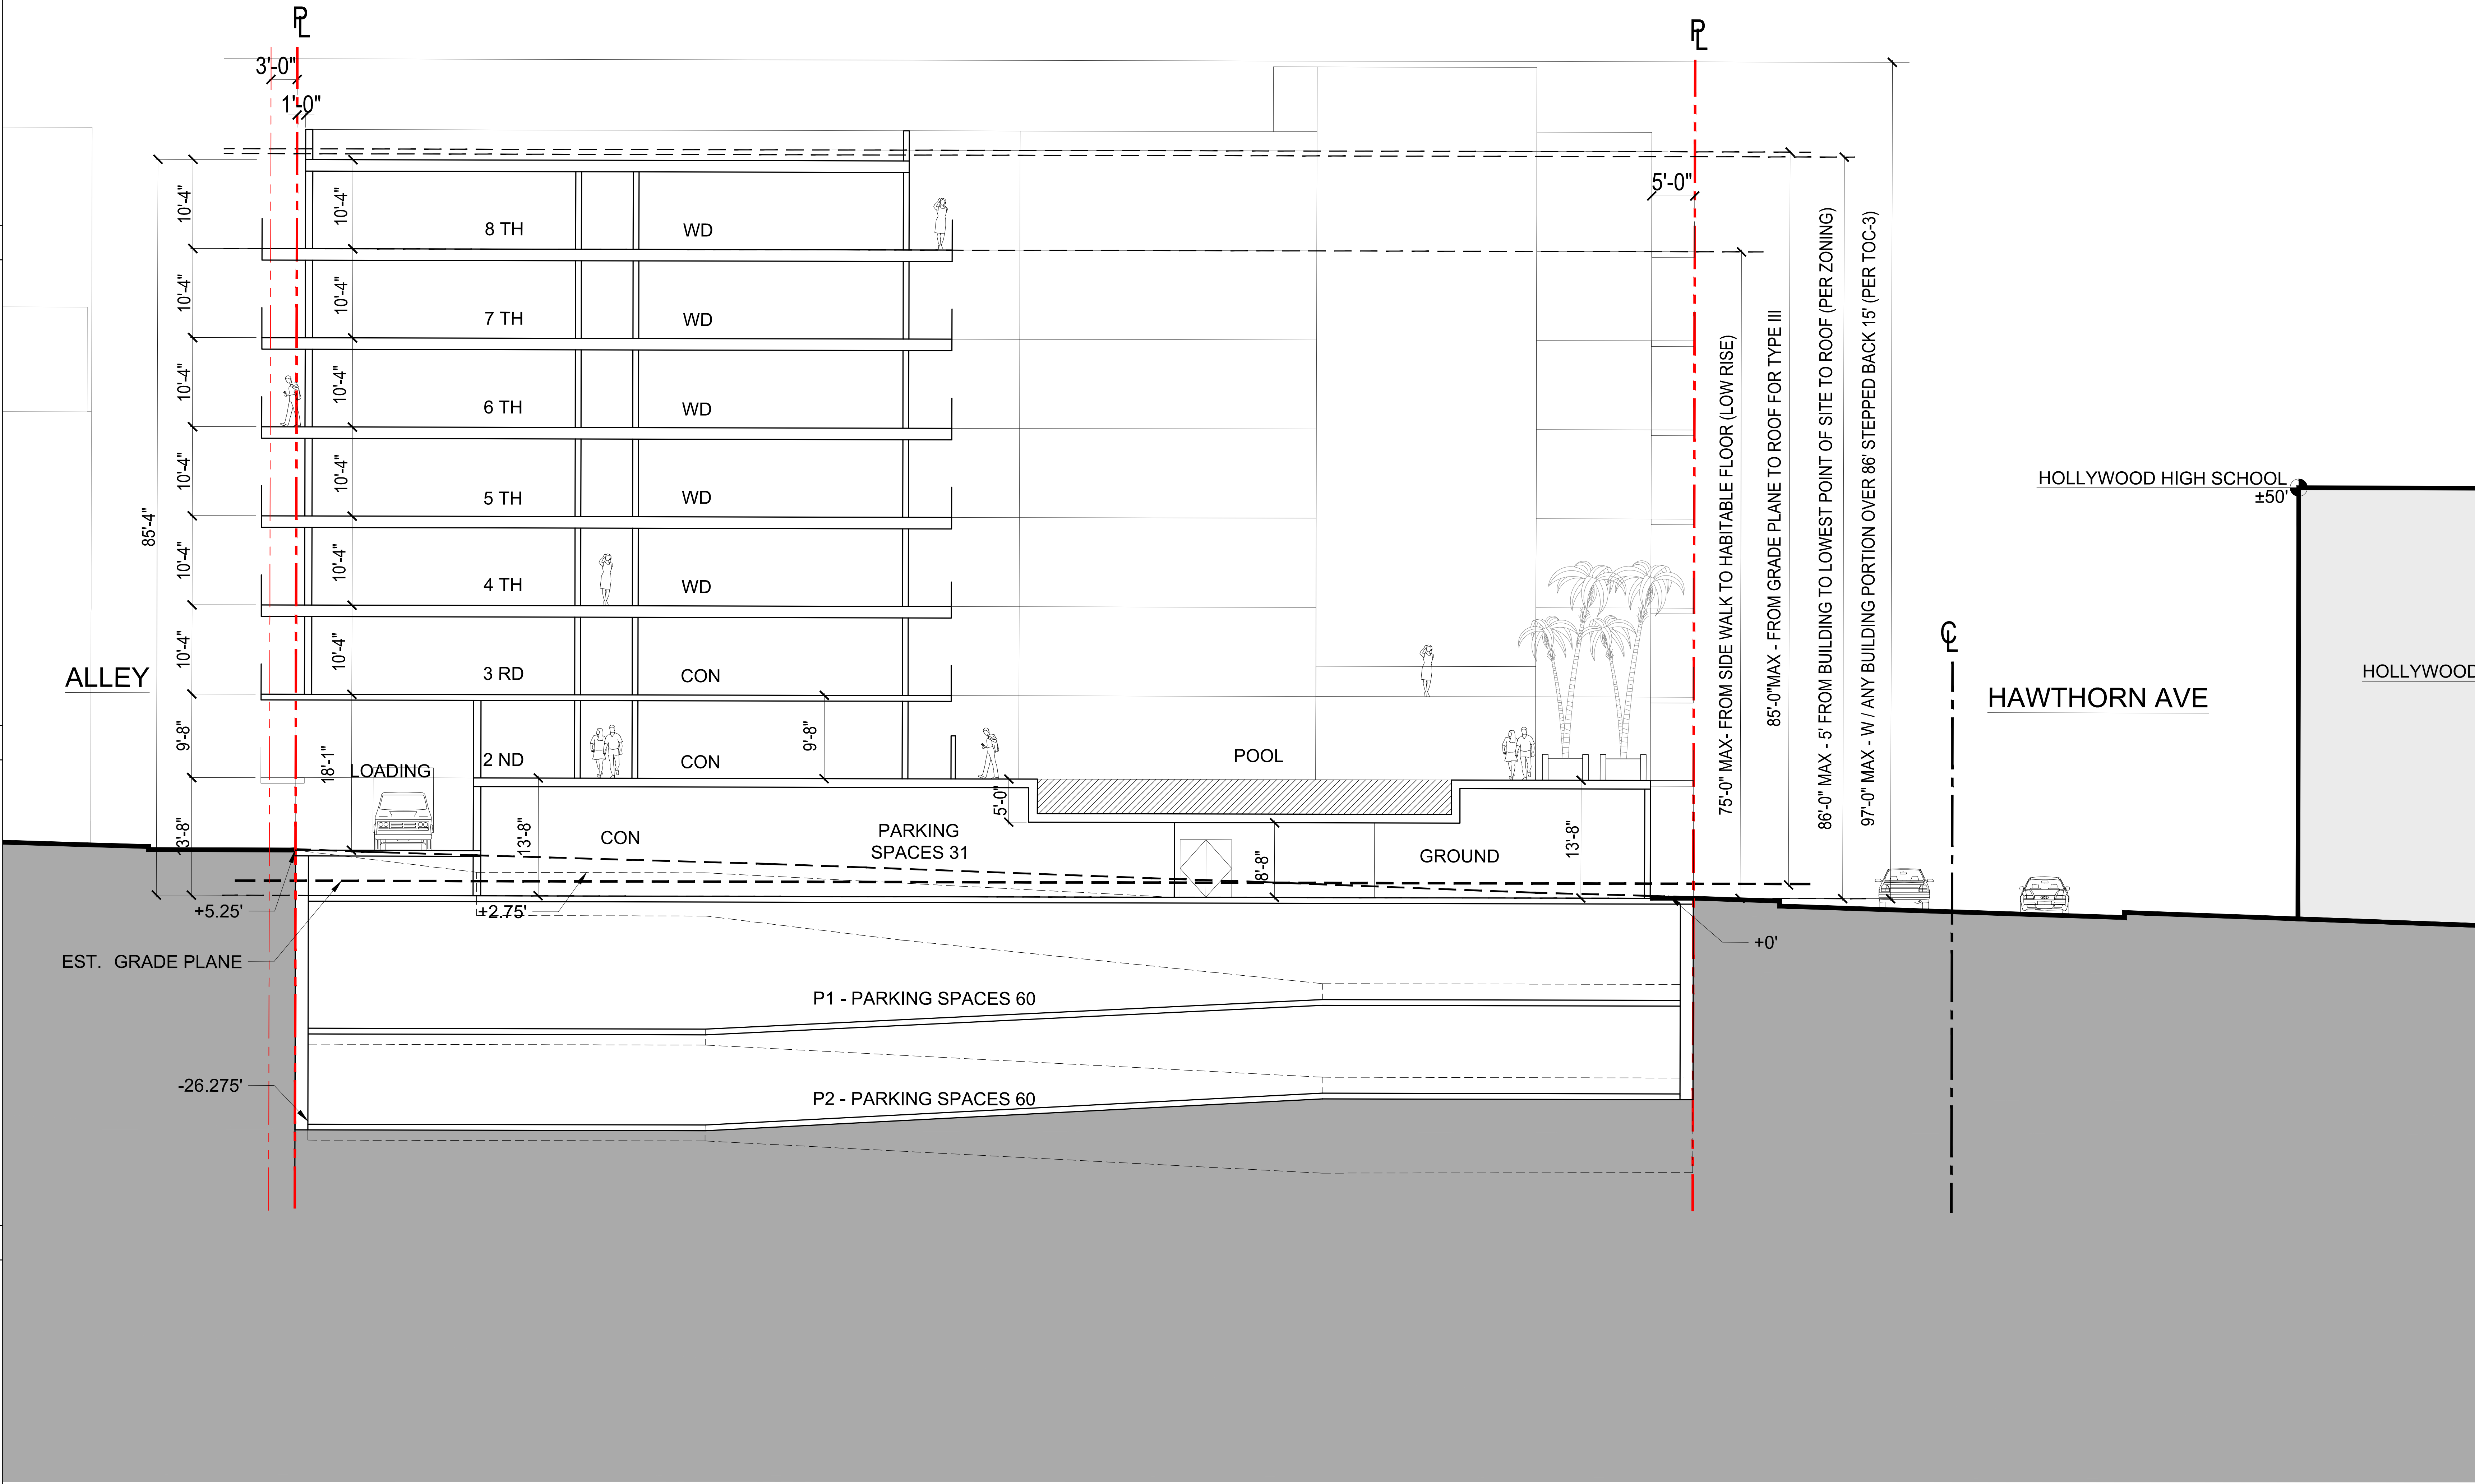 PL
PL
3'-0"
1'-0"
5'-0"
10'-4"
10'-4"
8 TH
WD
10'-4"
10'-4"
7 TH
WD
10'-4"
10'-4"
6 TH
WD
10'-4"
10'-4"
5 TH
WD
85'-4"
10'-4"
10'-4"
4 TH
WD
10'-4"
10'-4"
3 RD
CON
9'-8"
18'-1"
9'-8"
2 ND
CON
POOL
LOADING
5'-0"
3'-8"
13'-8"
CON
PARKING
SPACES 31
8'-8"
GROUND
13'-8"
75'-0" MAX- FROM SIDE WALK TO HABITABLE FLOOR (LOW RISE)
85'-0"MAX - FROM GRADE PLANE TO ROOF FOR TYPE III
86'-0" MAX - 5' FROM BUILDING TO LOWEST POINT OF SITE TO ROOF (PER ZONING)
97'-0" MAX - W / ANY BUILDING PORTION OVER 86' STEPPED BACK 15' (PER TOC-3)
ALLEY
CL
HAWTHORN AVE
HOLLYWOOD HIGH SCHOOL
±50'
HOLLYWOOD
+5.25'
+2.75'
+0'
EST. GRADE PLANE
P1 - PARKING SPACES 60
-26.275'
P2 - PARKING SPACES 60